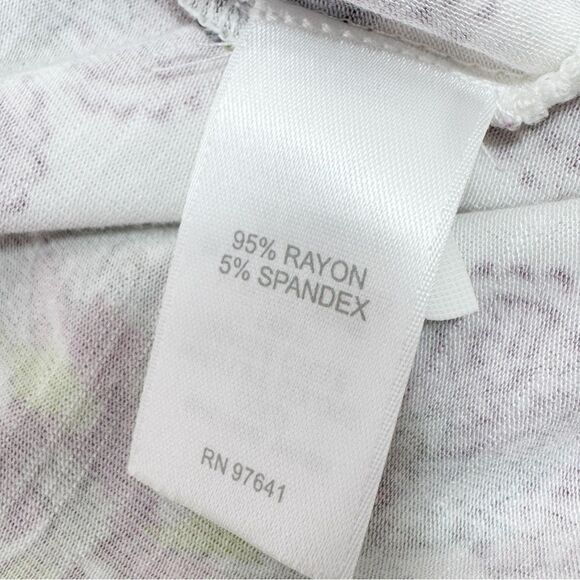 95% RAYON
5% SPANDEX
RN 97641